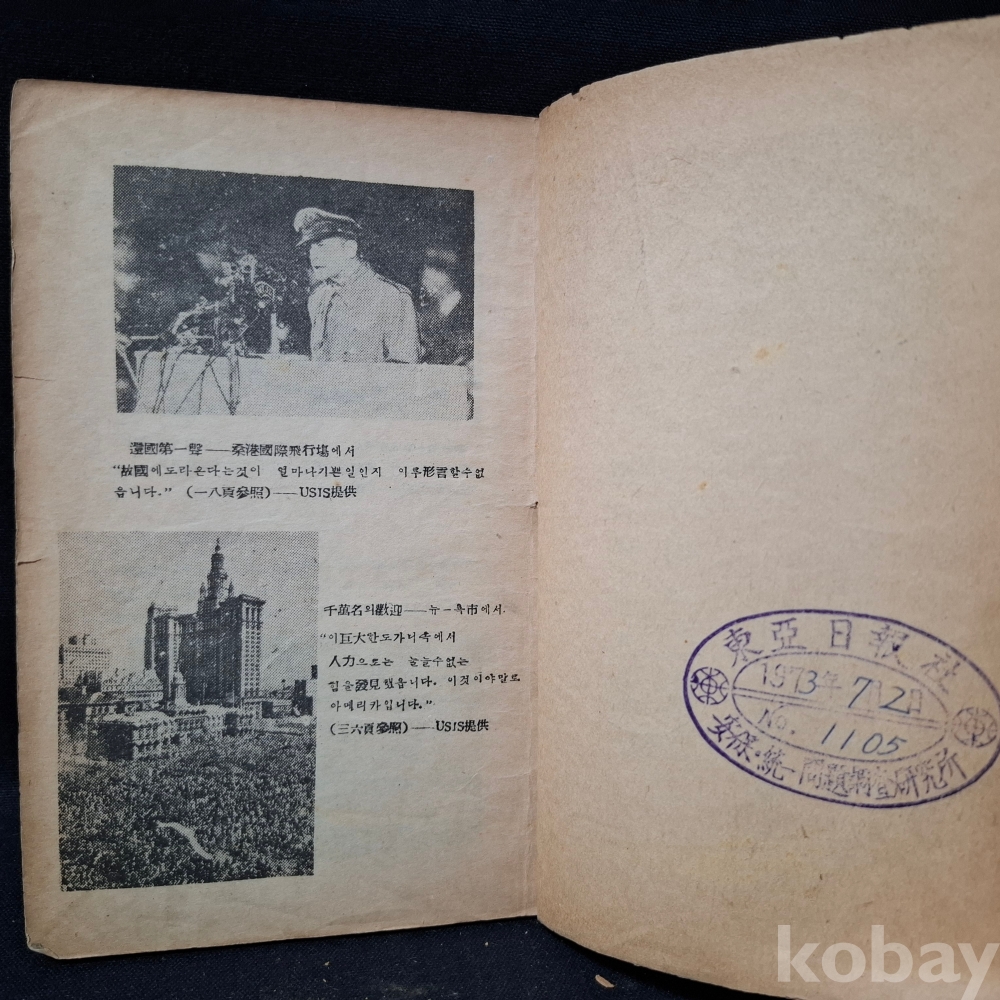 還國第一聲──桑港國際飛行場에서
“故國에도라온다는것이 얼마나기쁜일인지 이루形言할수없
읍니다.” (一八頁參照)──USIS提供
千萬名의歡迎──뉴―욕市에서.
“이巨大한도가니속에서
人力으로는 늘늘수없는
힘을發見했읍니다. 이것이야말로
아메리카입니다.”
(三六頁參照)──USIS提供
東亞日報社
1973年 7月2日
No. 1105
安保·統一問題調査硏究所
kobay